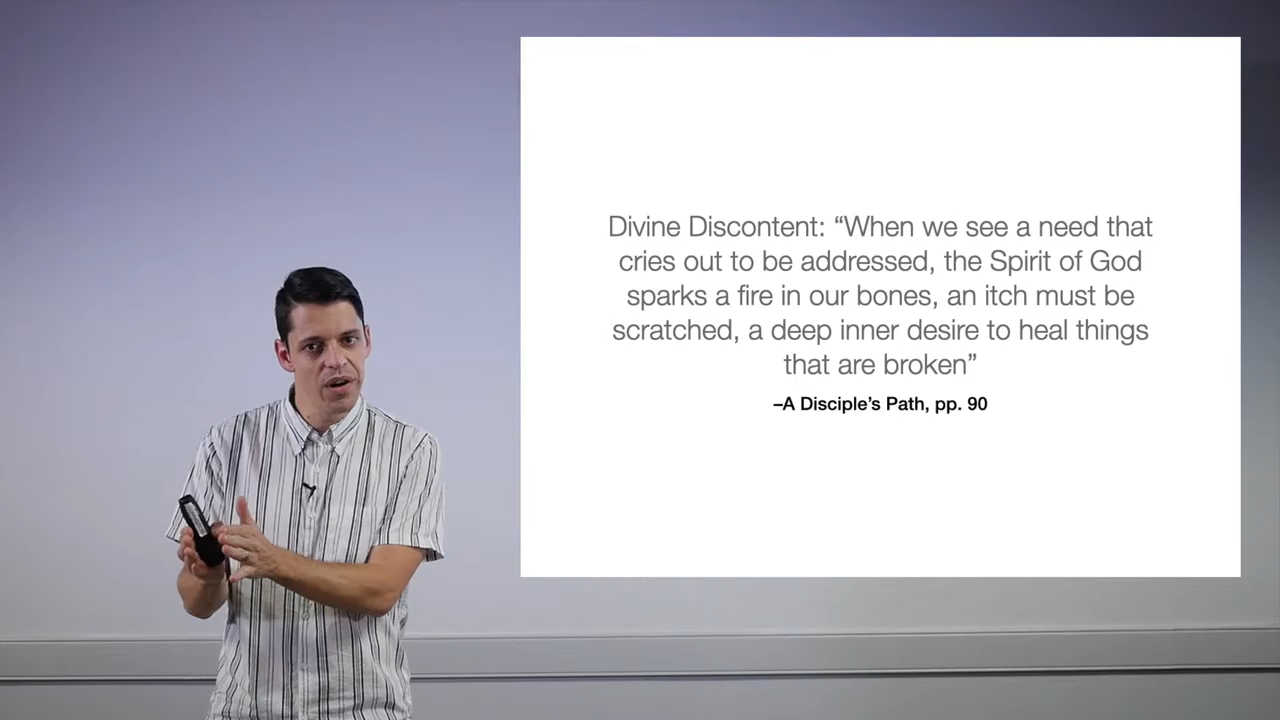 Divine Discontent: “When we see a need that
cries out to be addressed, the Spirit of God
sparks a fire in our bones, an itch must be
scratched, a deep inner desire to heal things
that are broken”
–A Disciple’s Path, pp. 90